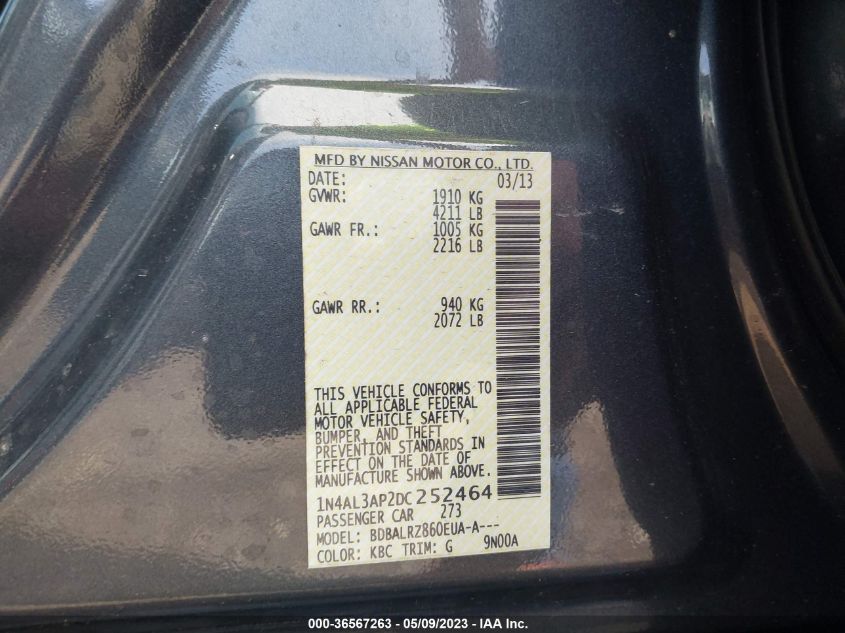 MFD BY NISSAN MOTOR CO., LTD.
DATE: 03/13
GVWR: 1910 KG
4211 LB
GAWR FR.: 1005 KG
2216 LB
GAWR RR.: 940 KG
2072 LB
THIS VEHICLE CONFORMS TO
ALL APPLICABLE FEDERAL
MOTOR VEHICLE SAFETY,
BUMPER, AND THEFT
PREVENTION STANDARDS IN
EFFECT ON THE DATE OF
MANUFACTURE SHOWN ABOVE.
1N4AL3AP2DC252464
PASSENGER CAR 273
MODEL: BDBALRZ860EUA-A---
COLOR: KBC TRIM: G 9N00A
000-36567263 - 05/09/2023 - IAA Inc.